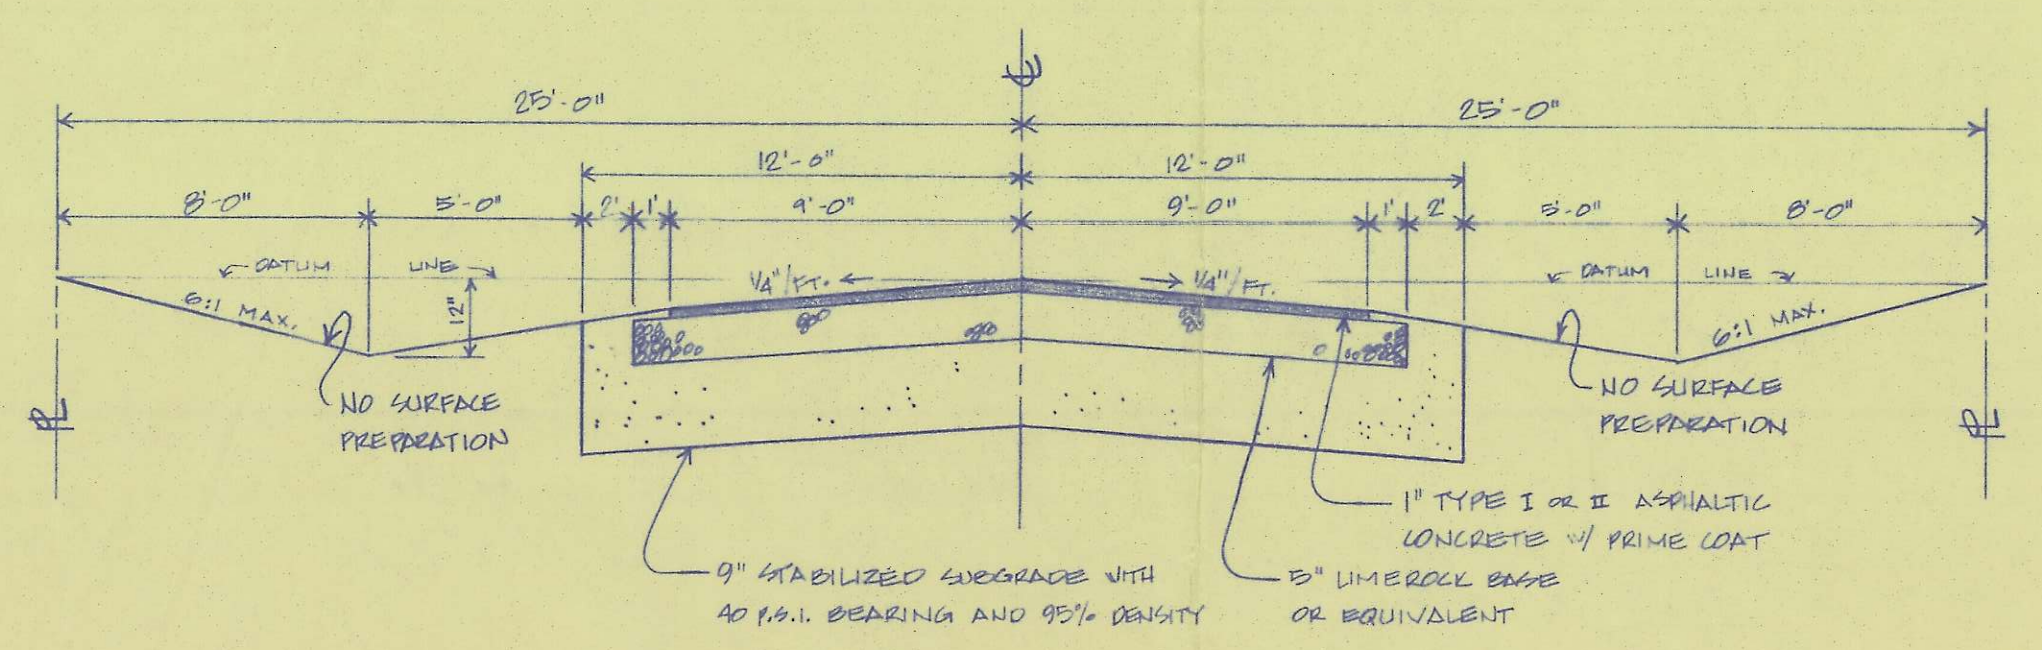 ℄
25'-0" 25'-0"
12'-0" 12'-0"
8'-0" 5'-0" 2' 1' 9'-0" 9'-0" 1' 2' 5'-0" 8'-0"
DATUM LINE DATUM LINE
1/4"/FT. 1/4"/FT.
6:1 MAX. 12" 6:1 MAX.
NO SURFACE
PREPARATION
NO SURFACE
PREPARATION
PL PL
1" TYPE I OR II ASPHALTIC
CONCRETE W/ PRIME COAT
9" STABILIZED SUBGRADE WITH
40 P.S.I. BEARING AND 95% DENSITY
5" LIMEROCK BASE
OR EQUIVALENT